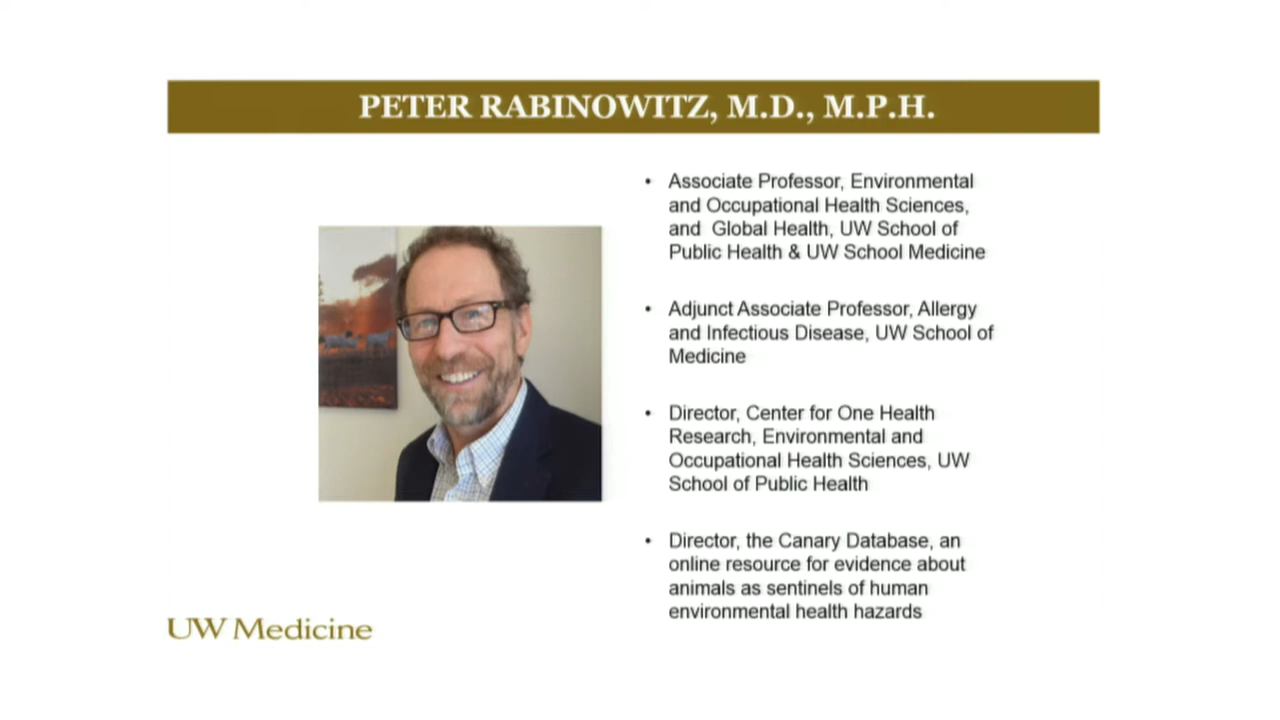 PETER RABINOWITZ, M.D., M.P.H.
• Associate Professor, Environmental
and Occupational Health Sciences,
and Global Health, UW School of
Public Health & UW School Medicine
• Adjunct Associate Professor, Allergy
and Infectious Disease, UW School of
Medicine
• Director, Center for One Health
Research, Environmental and
Occupational Health Sciences, UW
School of Public Health
• Director, the Canary Database, an
online resource for evidence about
animals as sentinels of human
environmental health hazards
UW Medicine